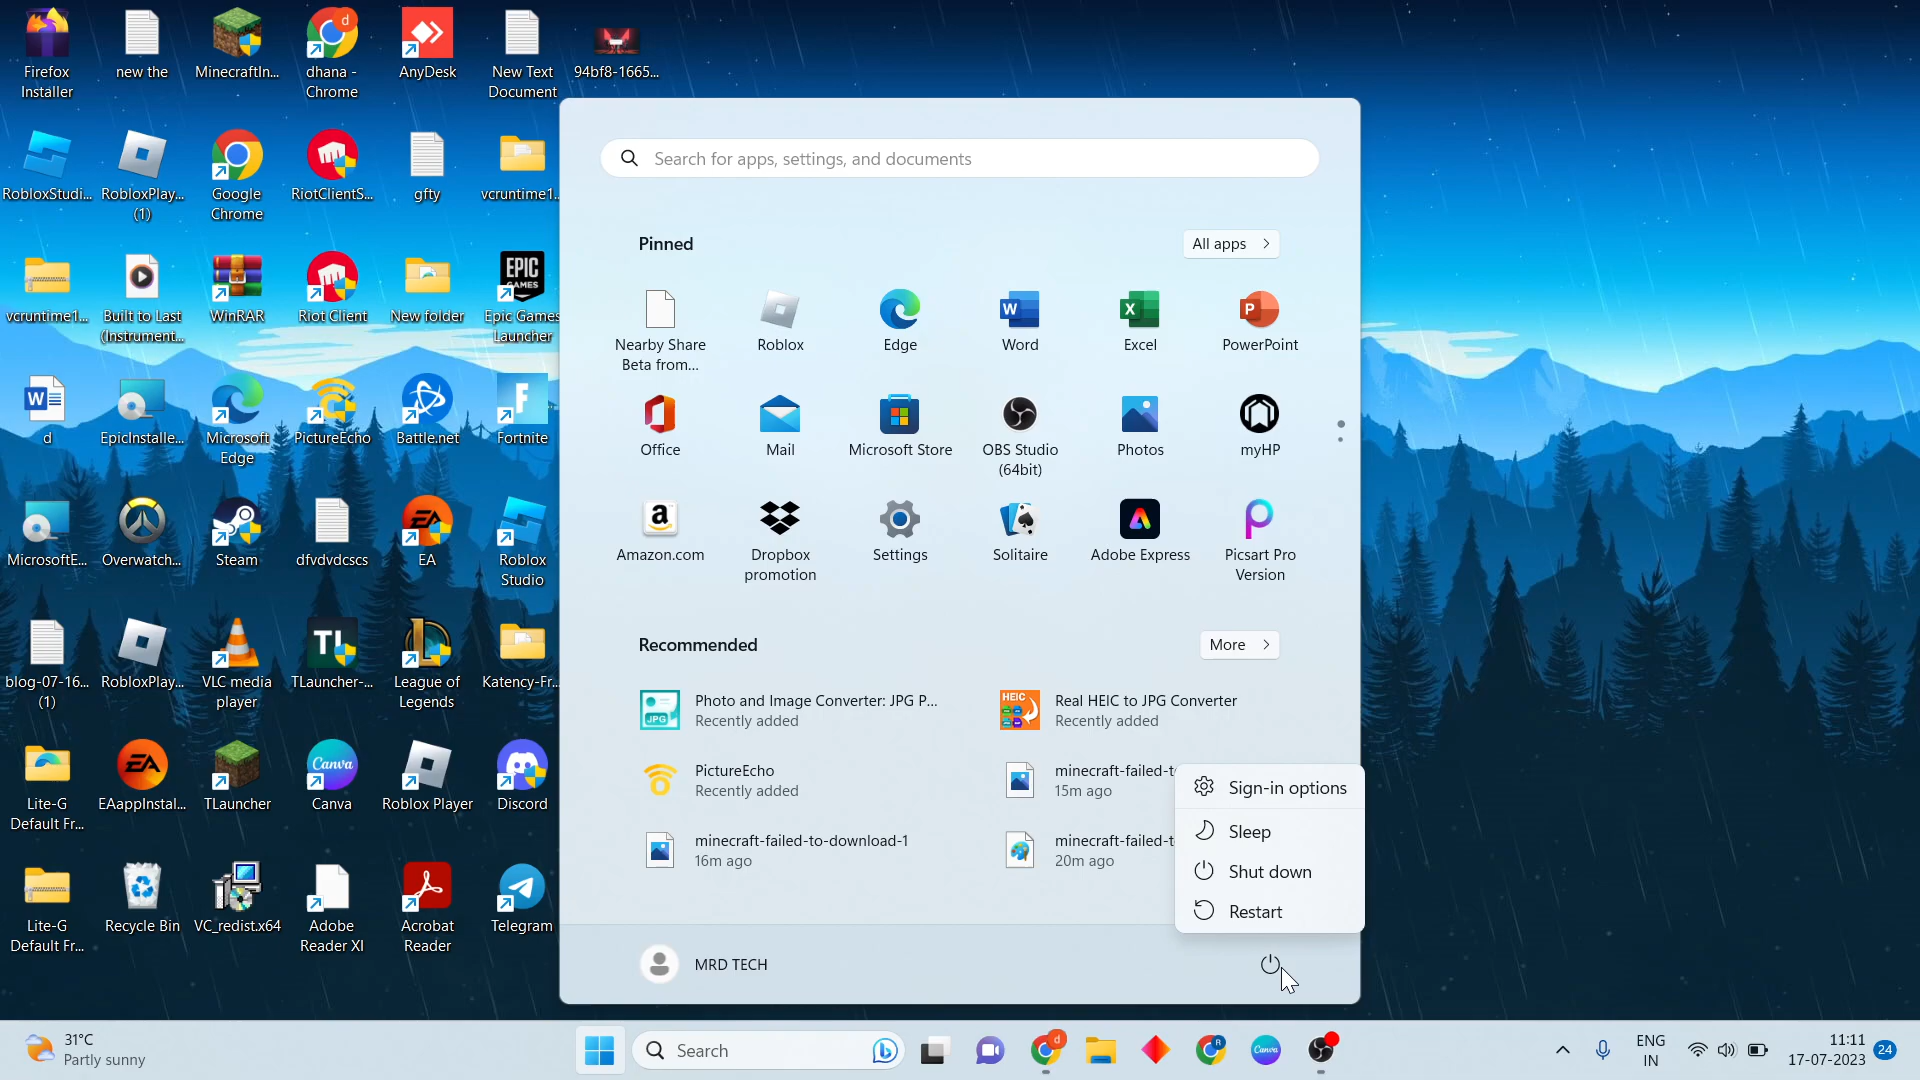 Firefox
Installer
new the
MinecraftIn...
dhana -
Chrome
AnyDesk
New Text
Document
94bf8-1665...
RobloxStudi...
RobloxPlay...
(1)
Google
Chrome
RiotClientS...
gfty
vcruntime1...
vcruntime1...
Built to Last
(Instrument...
WinRAR
Riot Client
New folder
EPIC
GAMES
Epic Games
Launcher
d
EpicInstalle...
Microsoft
Edge
PictureEcho
Battle.net
Fortnite
MicrosoftE...
Overwatch...
Steam
dfvdvdcscs
EA
Roblox
Studio
blog-07-16...
(1)
RobloxPlay...
VLC media
player
TLauncher-...
League of
Legends
Katency-Fr...
Lite-G
Default Fr...
EAappInstal...
TLauncher
Canva
Roblox Player
Discord
Lite-G
Default Fr...
Recycle Bin
VC_redist.x64
Adobe
Reader XI
Acrobat
Reader
Telegram
Search for apps, settings, and documents
Pinned
All apps
Nearby Share
Beta from...
Roblox
Edge
Word
Excel
PowerPoint
Office
Mail
Microsoft Store
OBS Studio
(64bit)
Photos
myHP
Amazon.com
Dropbox
promotion
Settings
Solitaire
Adobe Express
Picsart Pro
Version
Recommended
More
Photo and Image Converter: JPG P...
Recently added
Real HEIC to JPG Converter
Recently added
PictureEcho
Recently added
minecraft-failed-t
15m ago
minecraft-failed-to-download-1
16m ago
minecraft-failed-t
20m ago
Sign-in options
Sleep
Shut down
Restart
MRD TECH
31°C
Partly sunny
Search
ENG
IN
11:11
17-07-2023
24